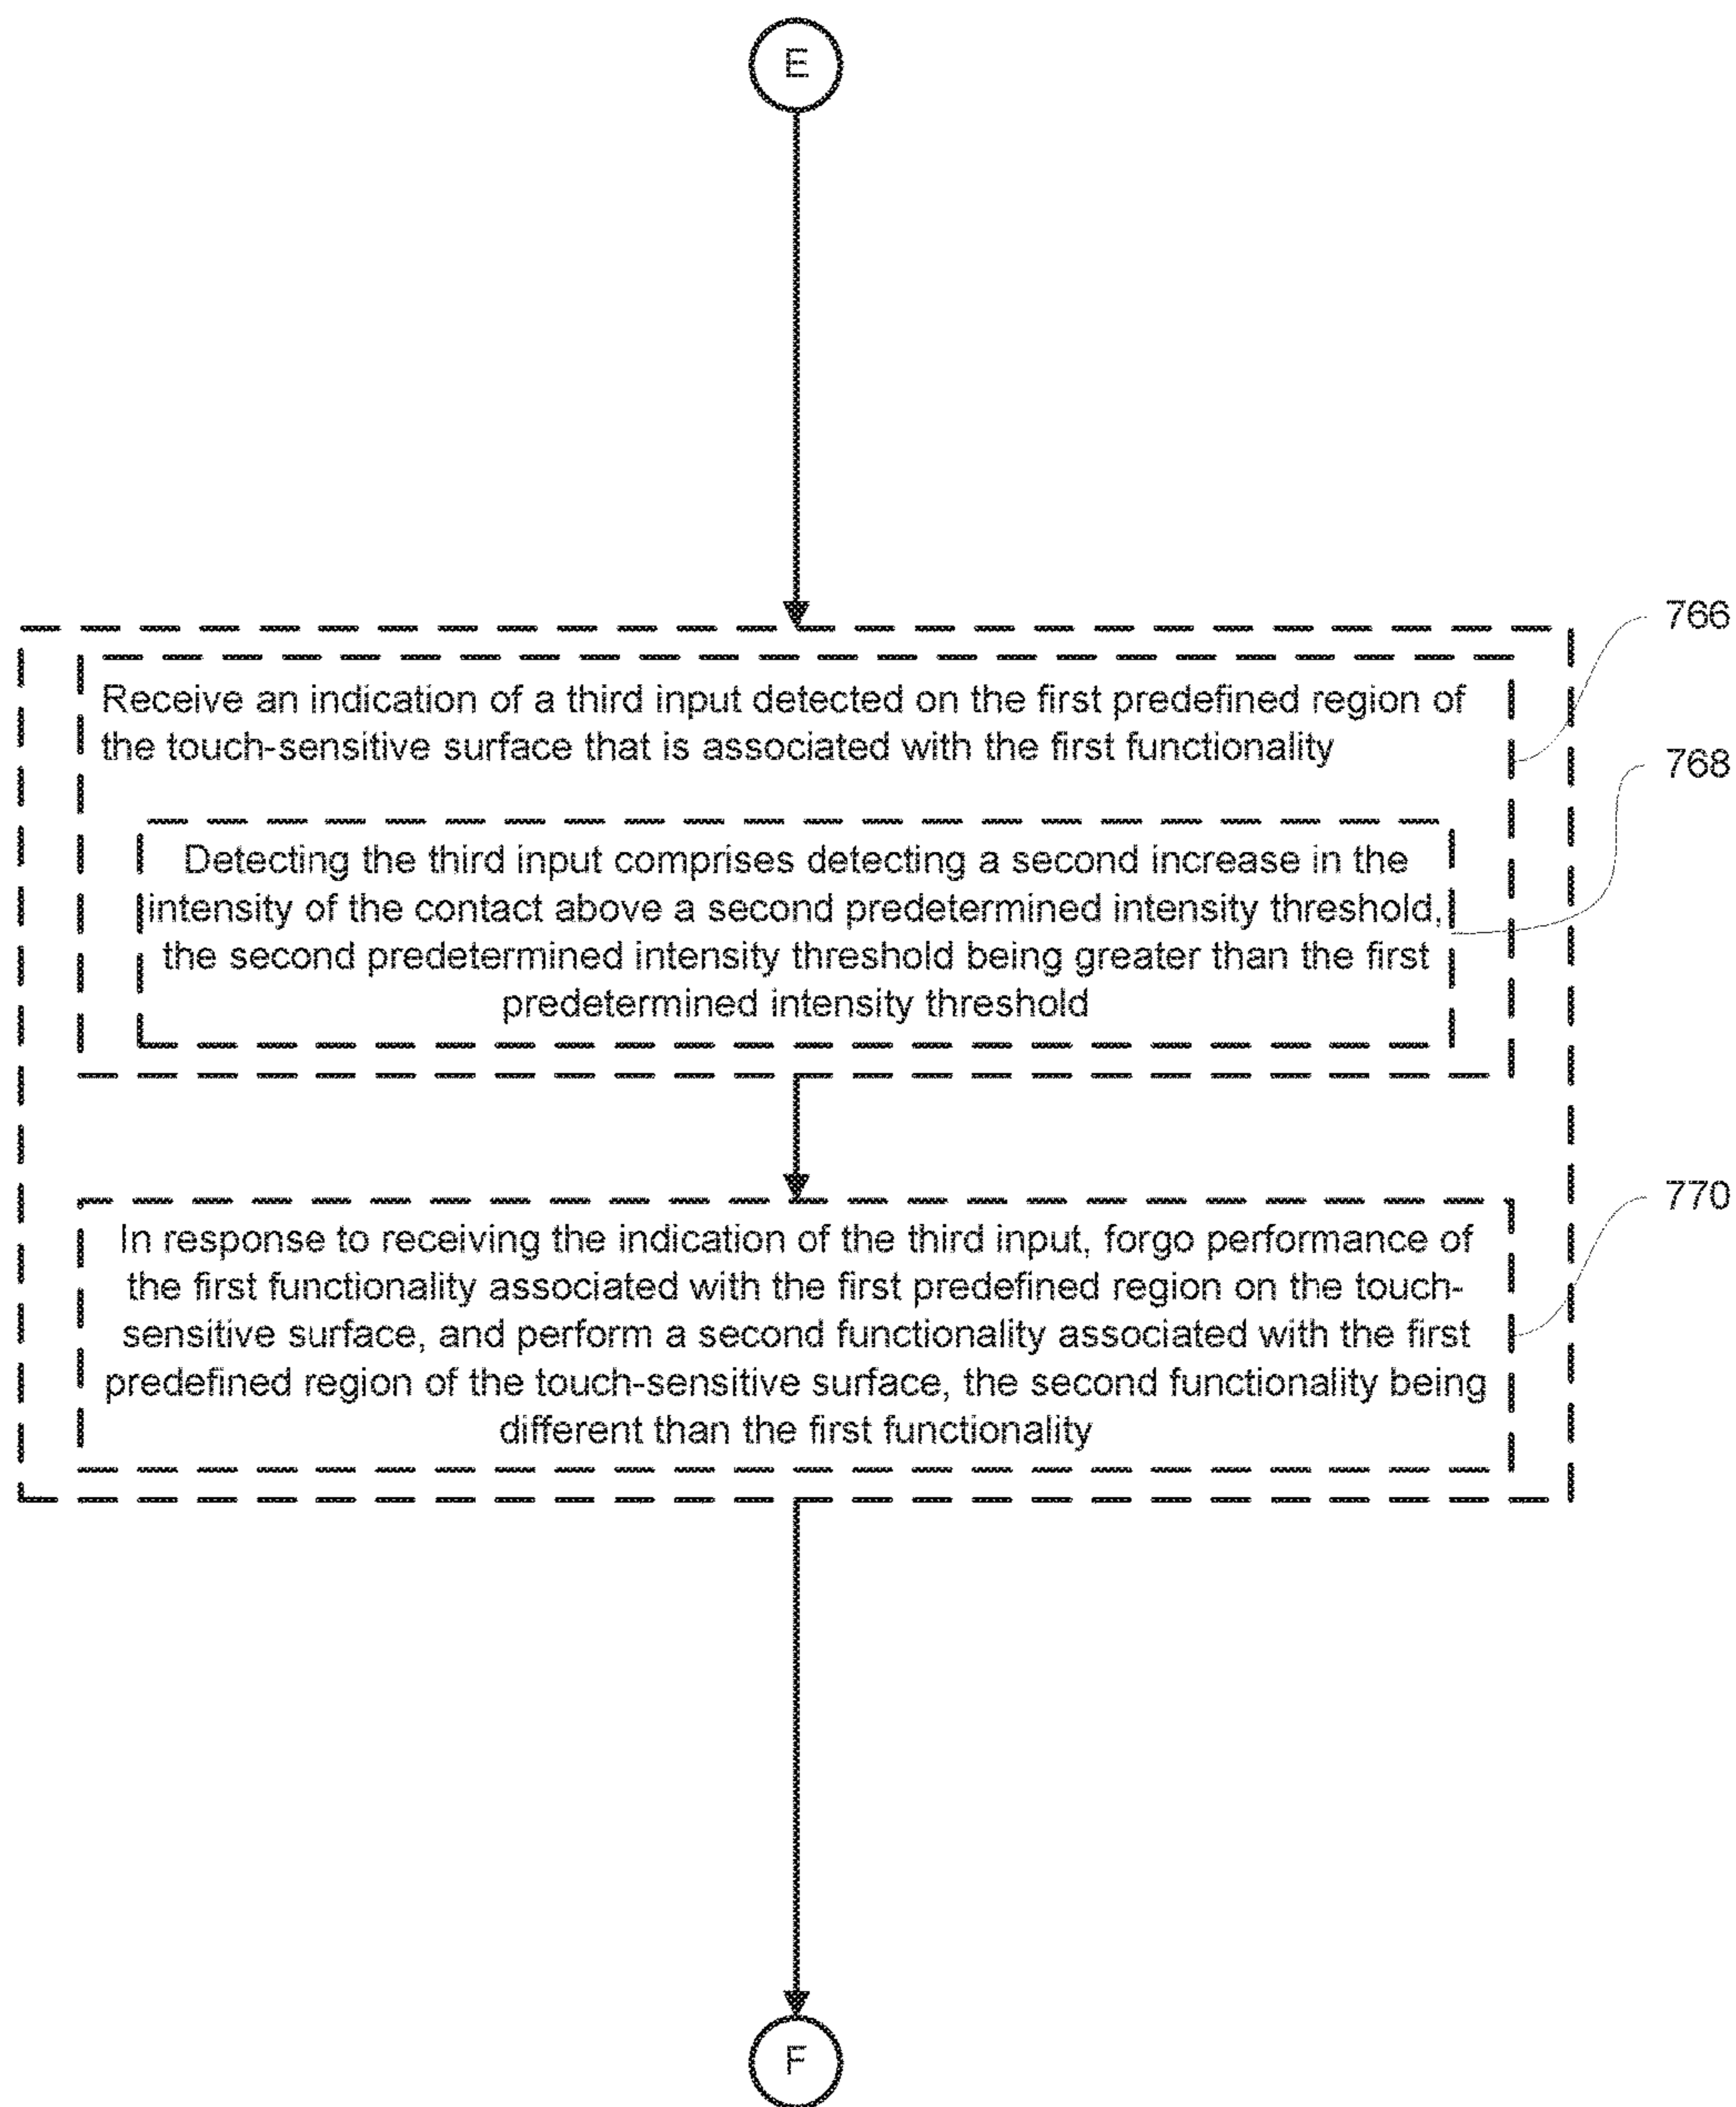 E
766
Receive an indication of a third input detected on the first predefined region of
the touch-sensitive surface that is associated with the first functionality
768
Detecting the third input comprises detecting a second increase in the
intensity of the contact above a second predetermined intensity threshold,
the second predetermined intensity threshold being greater than the first
predetermined intensity threshold
770
In response to receiving the indication of the third input, forgo performance of
the first functionality associated with the first predefined region on the touch-
sensitive surface, and perform a second functionality associated with the first
predefined region of the touch-sensitive surface, the second functionality being
different than the first functionality
F